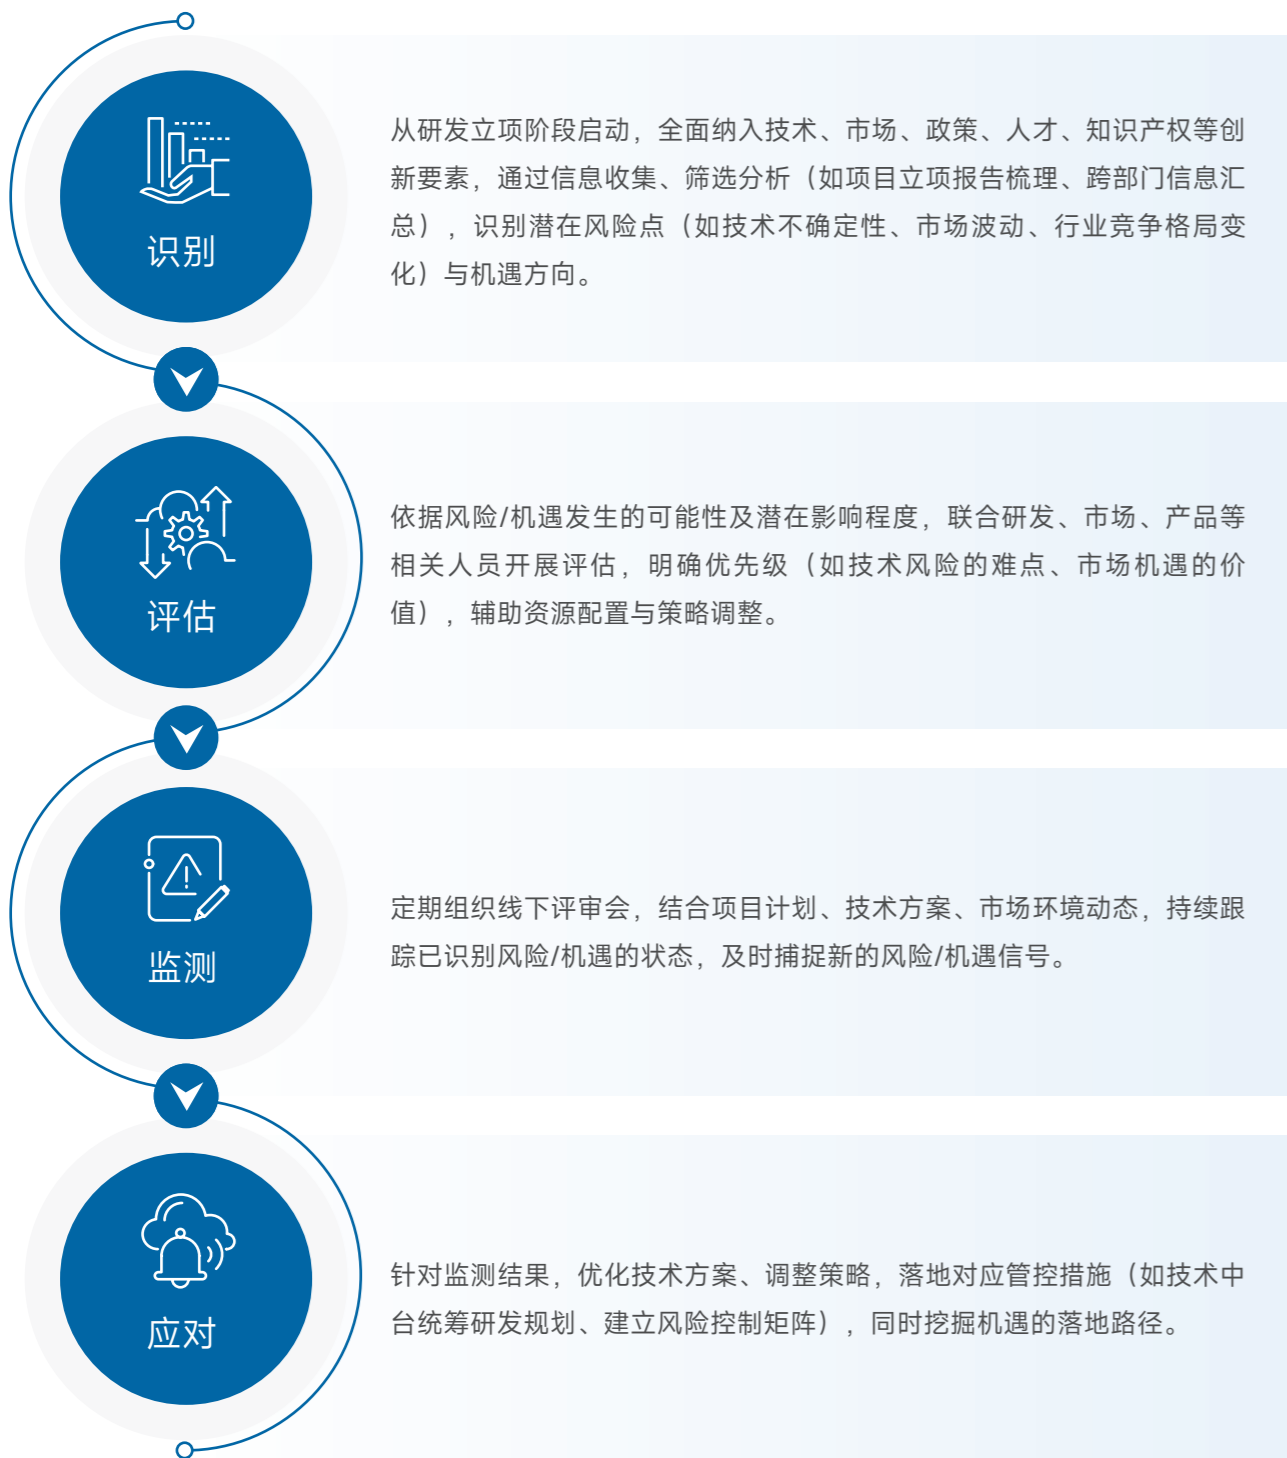 识别
从研发立项阶段启动，全面纳入技术、市场、政策、人才、知识产权等创
新要素，通过信息收集、筛选分析（如项目立项报告梳理、跨部门信息汇
总），识别潜在风险点（如技术不确定性、市场波动、行业竞争格局变
化）与机遇方向。
评估
依据风险/机遇发生的可能性及潜在影响程度，联合研发、市场、产品等
相关人员开展评估，明确优先级（如技术风险的难点、市场机遇的价
值），辅助资源配置与策略调整。
监测
定期组织线下评审会，结合项目计划、技术方案、市场环境动态，持续跟
踪已识别风险/机遇的状态，及时捕捉新的风险/机遇信号。
应对
针对监测结果，优化技术方案、调整策略，落地对应管控措施（如技术中
台统筹研发规划、建立风险控制矩阵），同时挖掘机遇的落地路径。